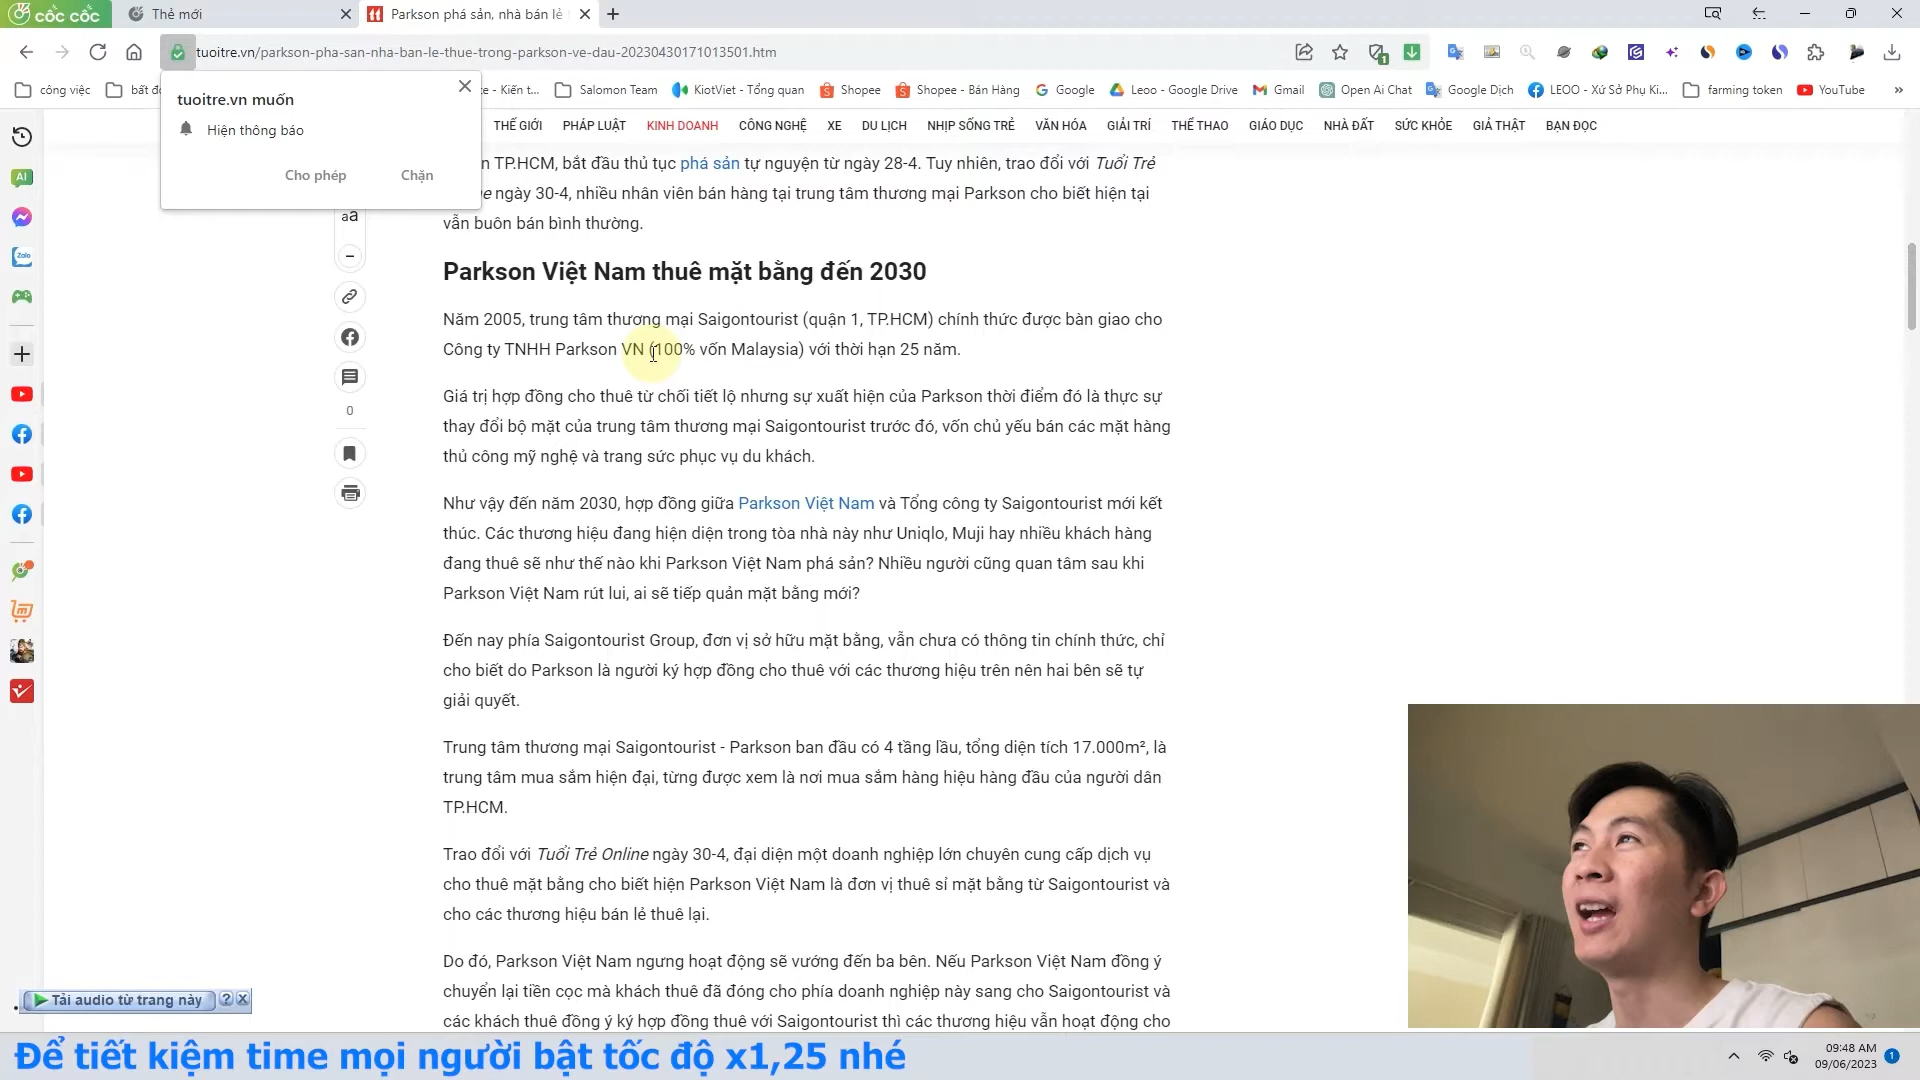 cốc cốc
Thẻ mới
Parkson phá sản, nhà bán lẻ
tuoitre.vn/parkson-pha-san-nha-ban-le-thue-trong-parkson-ve-dau-20230430171013501.htm
công việc
Salomon Team
KiotViet - Tổng quan
Shopee
Shopee - Bán Hàng
Google
Leoo - Google Drive
Gmail
Open Ai Chat
Google Dịch
LEOO - Xứ Sở Phụ Ki...
farming token
YouTube
»
tuoitre.vn muốn
Hiện thông báo
Cho phép
Chặn
THẾ GIỚI PHÁP LUẬT KINH DOANH CÔNG NGHỆ XE DU LỊCH NHỊP SỐNG TRẺ VĂN HÓA GIẢI TRÍ THỂ THAO GIÁO DỤC NHÀ ĐẤT SỨC KHỎE GIẢ THẬT BẠN ĐỌC
AI
Zalo
aa
0
TP.HCM, bắt đầu thủ tục phá sản tự nguyện từ ngày 28-4. Tuy nhiên, trao đổi với Tuổi Trẻ
ngày 30-4, nhiều nhân viên bán hàng tại trung tâm thương mại Parkson cho biết hiện tại
vẫn buôn bán bình thường.
Parkson Việt Nam thuê mặt bằng đến 2030
Năm 2005, trung tâm thương mại Saigontourist (quận 1, TP.HCM) chính thức được bàn giao cho
Công ty TNHH Parkson VN (100% vốn Malaysia) với thời hạn 25 năm.
Giá trị hợp đồng cho thuê từ chối tiết lộ nhưng sự xuất hiện của Parkson thời điểm đó là thực sự
thay đổi bộ mặt của trung tâm thương mại Saigontourist trước đó, vốn chủ yếu bán các mặt hàng
thủ công mỹ nghệ và trang sức phục vụ du khách.
Như vậy đến năm 2030, hợp đồng giữa Parkson Việt Nam và Tổng công ty Saigontourist mới kết
thúc. Các thương hiệu đang hiện diện trong tòa nhà này như Uniqlo, Muji hay nhiều khách hàng
đang thuê sẽ như thế nào khi Parkson Việt Nam phá sản? Nhiều người cũng quan tâm sau khi
Parkson Việt Nam rút lui, ai sẽ tiếp quản mặt bằng mới?
Đến nay phía Saigontourist Group, đơn vị sở hữu mặt bằng, vẫn chưa có thông tin chính thức, chỉ
cho biết do Parkson là người ký hợp đồng cho thuê với các thương hiệu trên nên hai bên sẽ tự
giải quyết.
Trung tâm thương mại Saigontourist - Parkson ban đầu có 4 tầng lầu, tổng diện tích 17.000m², là
trung tâm mua sắm hiện đại, từng được xem là nơi mua sắm hàng hiệu hàng đầu của người dân
TP.HCM.
Trao đổi với Tuổi Trẻ Online ngày 30-4, đại diện một doanh nghiệp lớn chuyên cung cấp dịch vụ
cho thuê mặt bằng cho biết hiện Parkson Việt Nam là đơn vị thuê sỉ mặt bằng từ Saigontourist và
cho các thương hiệu bán lẻ thuê lại.
Do đó, Parkson Việt Nam ngưng hoạt động sẽ vướng đến ba bên. Nếu Parkson Việt Nam đồng ý
chuyển lại tiền cọc mà khách thuê đã đóng cho phía doanh nghiệp này sang cho Saigontourist và
các khách thuê đồng ý ký hợp đồng thuê với Saigontourist thì các thương hiệu vẫn hoạt động cho
Tải audio từ trang này
Để tiết kiệm time mọi người bật tốc độ x1,25 nhé
09:48 AM
09/06/2023
1